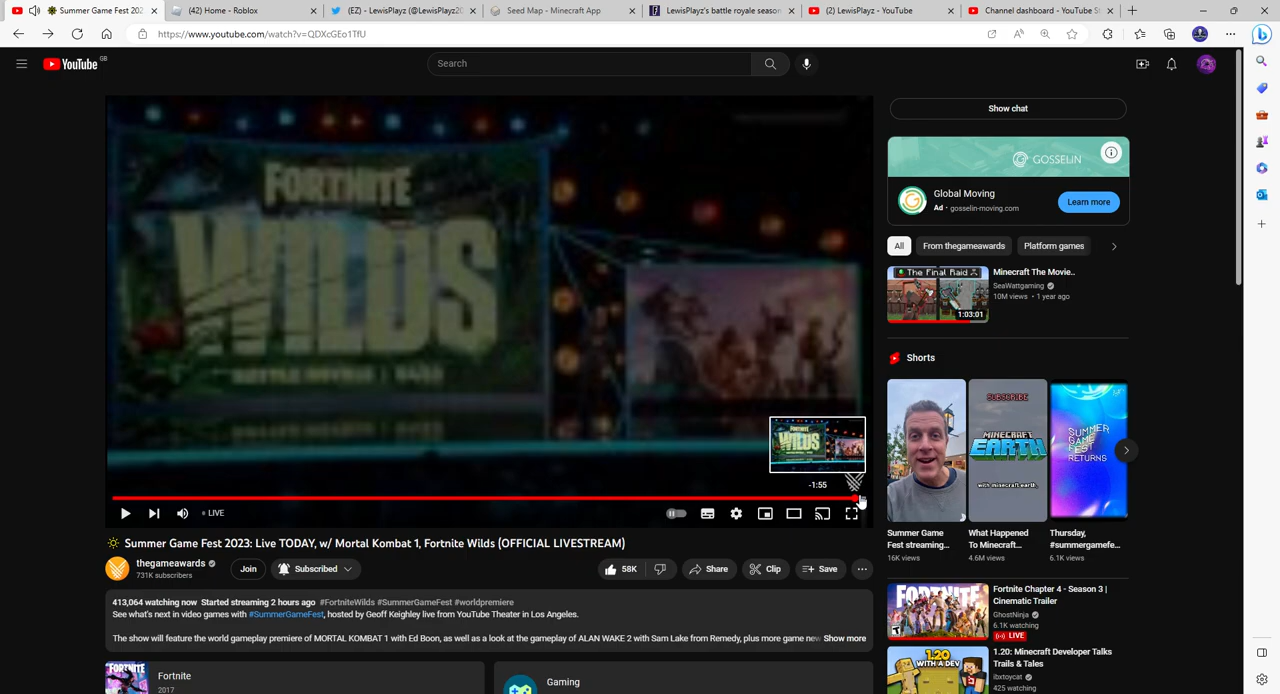 Summer Game Fest 2023
(42) Home - Roblox
(EZ) - LewisPlayz (@LewisPlayz20
Seed Map - Minecraft App
LewisPlayz's battle royale season
(2) LewisPlayz - YouTube
Channel dashboard - YouTube St
https://www.youtube.com/watch?v=QDXcGEo1TfU
YouTube GB
Search
Show chat
FORTNITE
WILDS
GOSSELIN
Global Moving
Ad · gosselin-moving.com
Learn more
All
From thegameawards
Platform games
The Final Raid
Minecraft The Movie..
SeaWattgaming
10M views · 1 year ago
1:03:01
Shorts
SUBSCRIBE
MINECRAFT
EARTH
with minecraft earth.
SUMMER
GAME
FEST
RETURNS
FORTNITE
WILDS
-1:55
LIVE
Summer Game
Fest streaming...
16K views
What Happened
To Minecraft...
4.6M views
Thursday,
#summergamefe...
6.1K views
Summer Game Fest 2023: Live TODAY, w/ Mortal Kombat 1, Fortnite Wilds (OFFICIAL LIVESTREAM)
thegameawards
731K subscribers
Join
Subscribed
58K
Share
Clip
Save
413,064 watching now Started streaming 2 hours ago #FortniteWilds #SummerGameFest #worldpremiere
See what's next in video games with #SummerGameFest, hosted by Geoff Keighley live from YouTube Theater in Los Angeles.
The show will feature the world gameplay premiere of MORTAL KOMBAT 1 with Ed Boon, as well as a look at the gameplay of ALAN WAKE 2 with Sam Lake from Remedy, plus more game new Show more
FORTNITE
Fortnite Chapter 4 - Season 3 |
Cinematic Trailer
GhostNinja
6.1K watching
LIVE
1.20
WITH A DEV
1.20: Minecraft Developer Talks
Trails & Tales
ibxtoycat
425 watching
Fortnite
2017
Gaming